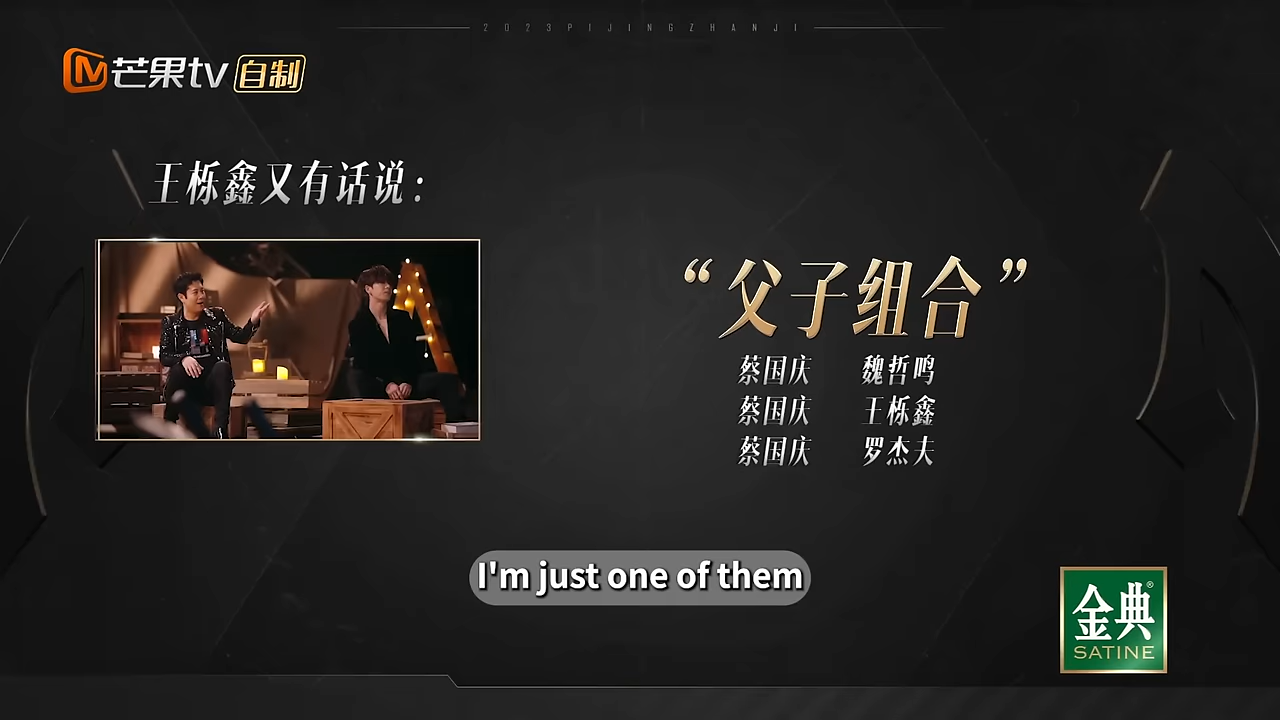 2023PIJINGZHANJI
芒果tv 自制
王栎鑫又有话说：
“父子组合”
蔡国庆 魏哲鸣
蔡国庆 王栎鑫
蔡国庆 罗杰夫
I'm just one of them
金典®
SATINE